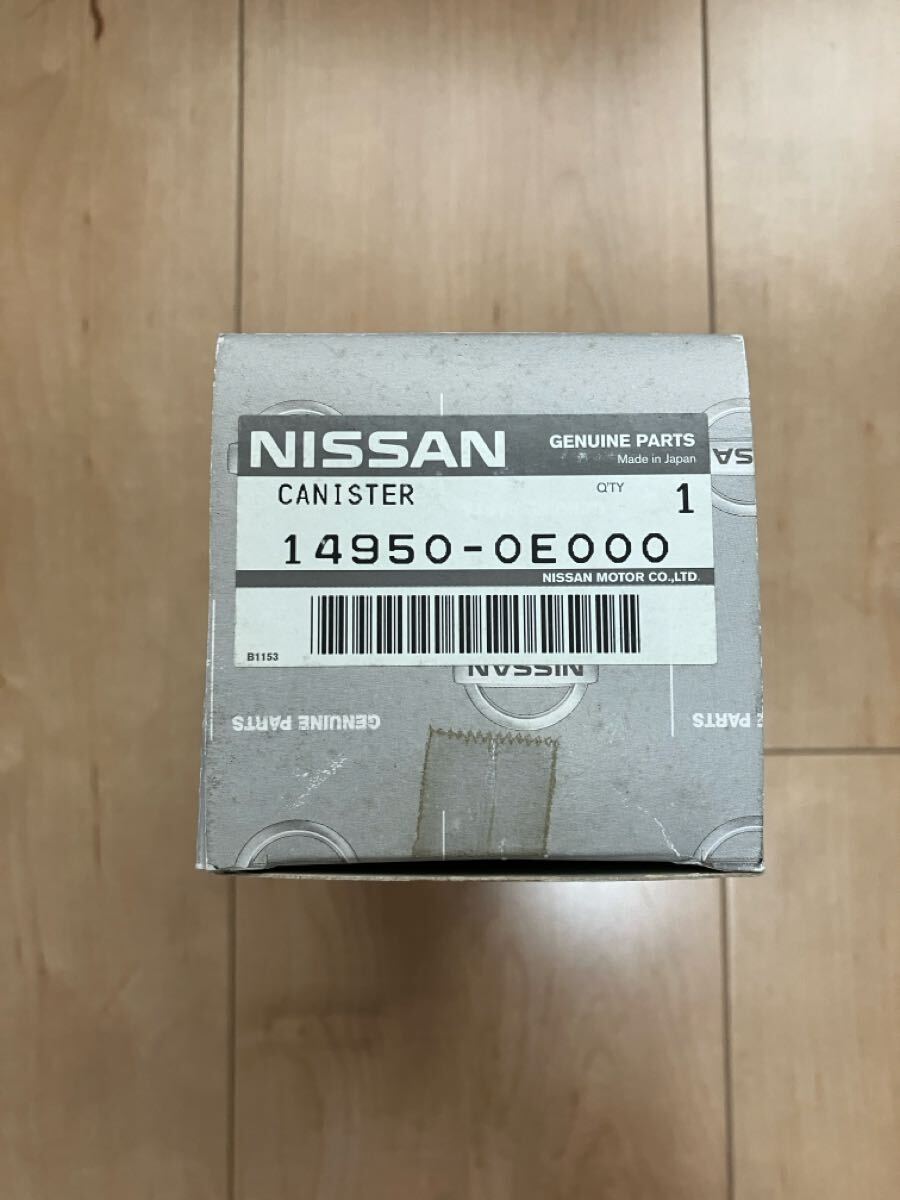 NISSAN
GENUINE PARTS
Made in Japan
CANISTER
Q'TY
1
14950-0E000
NISSAN MOTOR CO.,LTD.
B1153
NISSAN
GENUINE PARTS